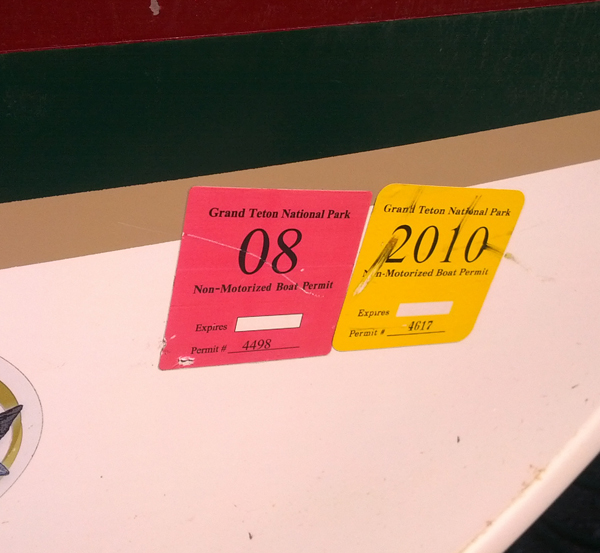 Grand Teton National Park
08
Non-Motorized Boat Permit
Expires
Permit # 4498
Grand Teton National Park
2010
Non-Motorized Boat Permit
Expires
Permit # 4617